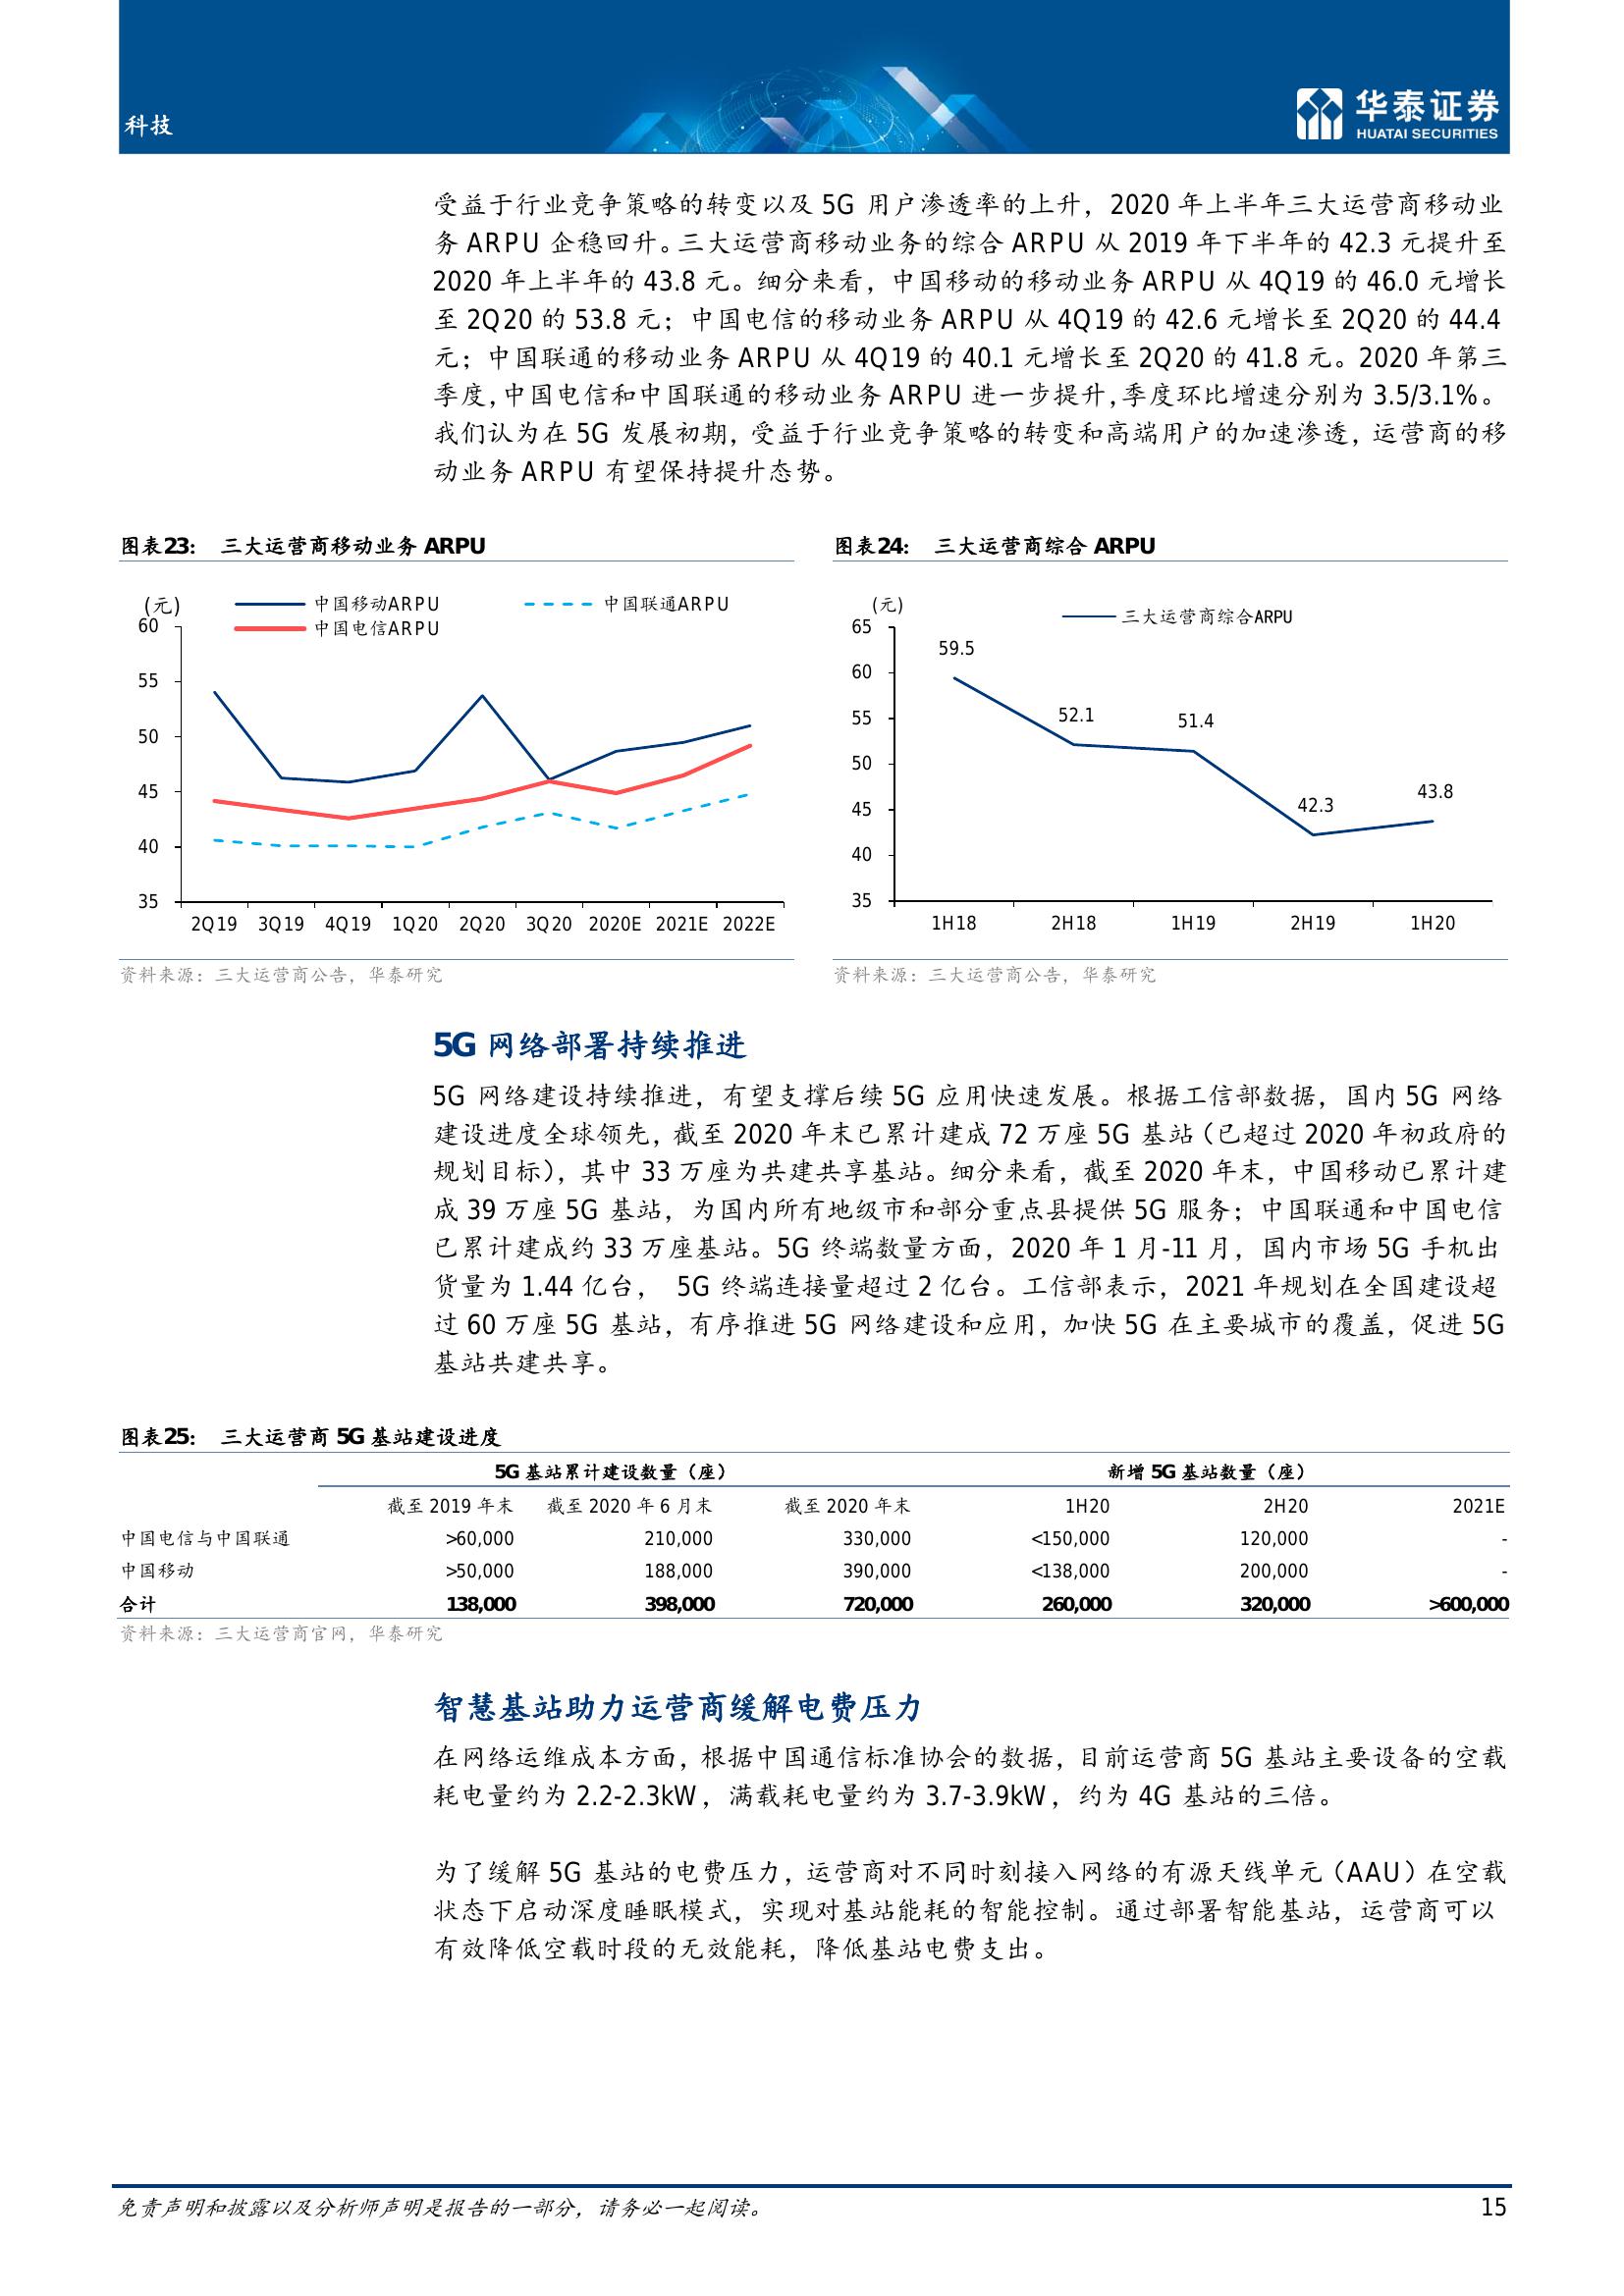 科技
华泰证券
HUATAI SECURITIES
受益于行业竞争策略的转变以及 5G 用户渗透率的上升，2020 年上半年三大运营商移动业
务 ARPU 企稳回升。三大运营商移动业务的综合 ARPU 从 2019 年下半年的 42.3 元提升至
2020 年上半年的 43.8 元。细分来看，中国移动的移动业务 ARPU 从 4Q19 的 46.0 元增长
至 2Q20 的 53.8 元；中国电信的移动业务 ARPU 从 4Q19 的 42.6 元增长至 2Q20 的 44.4
元；中国联通的移动业务 ARPU 从 4Q19 的 40.1 元增长至 2Q20 的 41.8 元。2020 年第三
季度，中国电信和中国联通的移动业务 ARPU 进一步提升，季度环比增速分别为 3.5/3.1%。
我们认为在 5G 发展初期，受益于行业竞争策略的转变和高端用户的加速渗透，运营商的移
动业务 ARPU 有望保持提升态势。
图表23： 三大运营商移动业务 ARPU
(元)
中国移动ARPU 中国联通ARPU
中国电信ARPU
60
55
50
45
40
35
2Q19 3Q19 4Q19 1Q20 2Q20 3Q20 2020E 2021E 2022E
资料来源：三大运营商公告，华泰研究
图表24： 三大运营商综合 ARPU
(元)
三大运营商综合ARPU
65
60
55
50
45
40
35
59.5
52.1
51.4
42.3
43.8
1H18 2H18 1H19 2H19 1H20
资料来源：三大运营商公告，华泰研究
5G 网络部署持续推进
5G 网络建设持续推进，有望支撑后续 5G 应用快速发展。根据工信部数据，国内 5G 网络
建设进度全球领先，截至 2020 年末已累计建成 72 万座 5G 基站（已超过 2020 年初政府的
规划目标），其中 33 万座为共建共享基站。细分来看，截至 2020 年末，中国移动已累计建
成 39 万座 5G 基站，为国内所有地级市和部分重点县提供 5G 服务；中国联通和中国电信
已累计建成约 33 万座基站。5G 终端数量方面，2020 年 1 月-11 月，国内市场 5G 手机出
货量为 1.44 亿台， 5G 终端连接量超过 2 亿台。工信部表示，2021 年规划在全国建设超
过 60 万座 5G 基站，有序推进 5G 网络建设和应用，加快 5G 在主要城市的覆盖，促进 5G
基站共建共享。
图表25： 三大运营商 5G 基站建设进度
5G 基站累计建设数量（座） 新增 5G 基站数量（座）
截至 2019 年末 截至 2020 年 6 月末 截至 2020 年末 1H20 2H20 2021E
中国电信与中国联通 >60,000 210,000 330,000 <150,000 120,000 -
中国移动 >50,000 188,000 390,000 <138,000 200,000 -
合计 138,000 398,000 720,000 260,000 320,000 >600,000
资料来源：三大运营商官网，华泰研究
智慧基站助力运营商缓解电费压力
在网络运维成本方面，根据中国通信标准协会的数据，目前运营商 5G 基站主要设备的空载
耗电量约为 2.2-2.3kW，满载耗电量约为 3.7-3.9kW，约为 4G 基站的三倍。
为了缓解 5G 基站的电费压力，运营商对不同时刻接入网络的有源天线单元（AAU）在空载
状态下启动深度睡眠模式，实现对基站能耗的智能控制。通过部署智能基站，运营商可以
有效降低空载时段的无效能耗，降低基站电费支出。
免责声明和披露以及分析师声明是报告的一部分，请务必一起阅读。 15